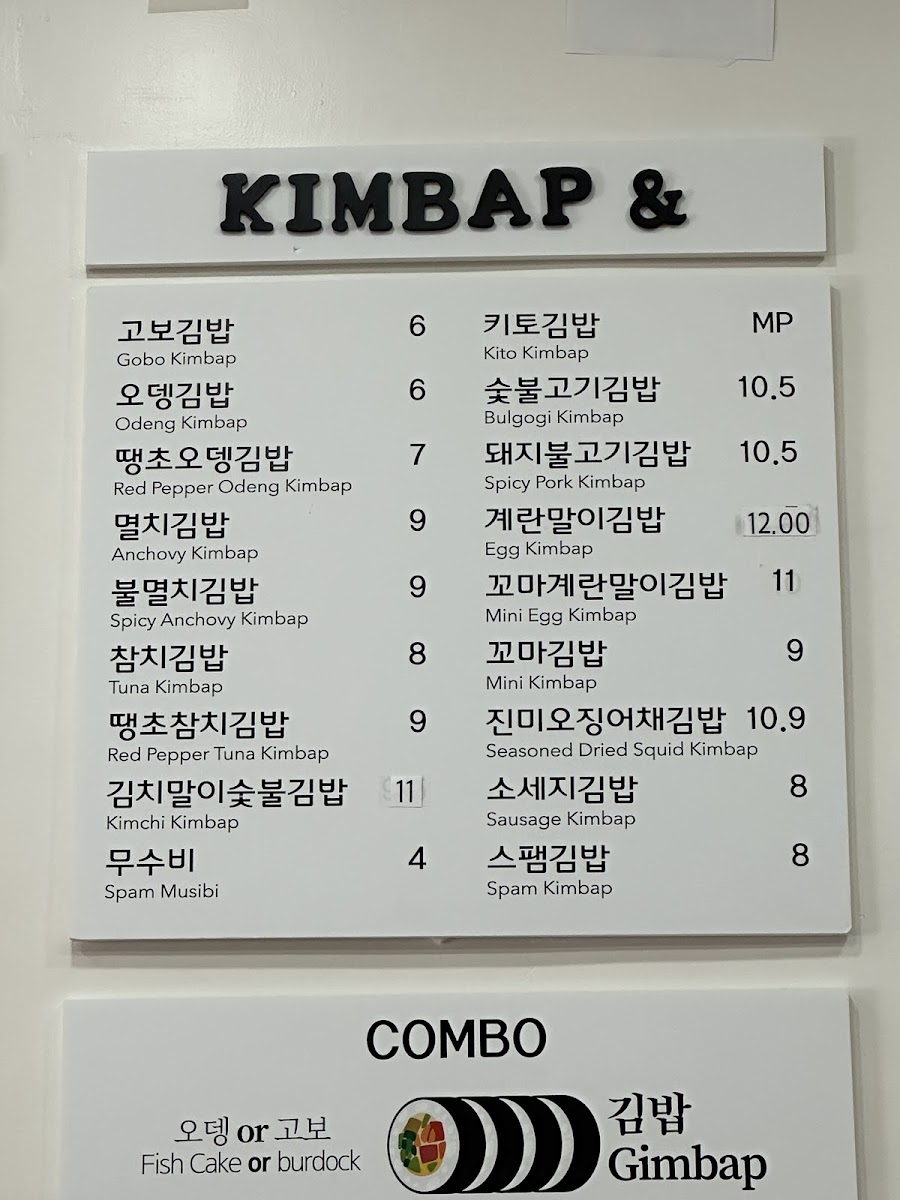 KIMBAP &
고보김밥 6
Gobo Kimbap
오뎅김밥 6
Odeng Kimbap
땡초오뎅김밥 7
Red Pepper Odeng Kimbap
멸치김밥 9
Anchovy Kimbap
불멸치김밥 9
Spicy Anchovy Kimbap
참치김밥 8
Tuna Kimbap
땡초참치김밥 9
Red Pepper Tuna Kimbap
김치말이숯불김밥 11
Kimchi Kimbap
무수비 4
Spam Musibi
키토김밥 MP
Kito Kimbap
숯불고기김밥 10.5
Bulgogi Kimbap
돼지불고기김밥 10.5
Spicy Pork Kimbap
계란말이김밥 12.00
Egg Kimbap
꼬마계란말이김밥 11
Mini Egg Kimbap
꼬마김밥 9
Mini Kimbap
진미오징어채김밥 10.9
Seasoned Dried Squid Kimbap
소세지김밥 8
Sausage Kimbap
스팸김밥 8
Spam Kimbap
COMBO
오뎅 or 고보
Fish Cake or burdock
김밥
Gimbap